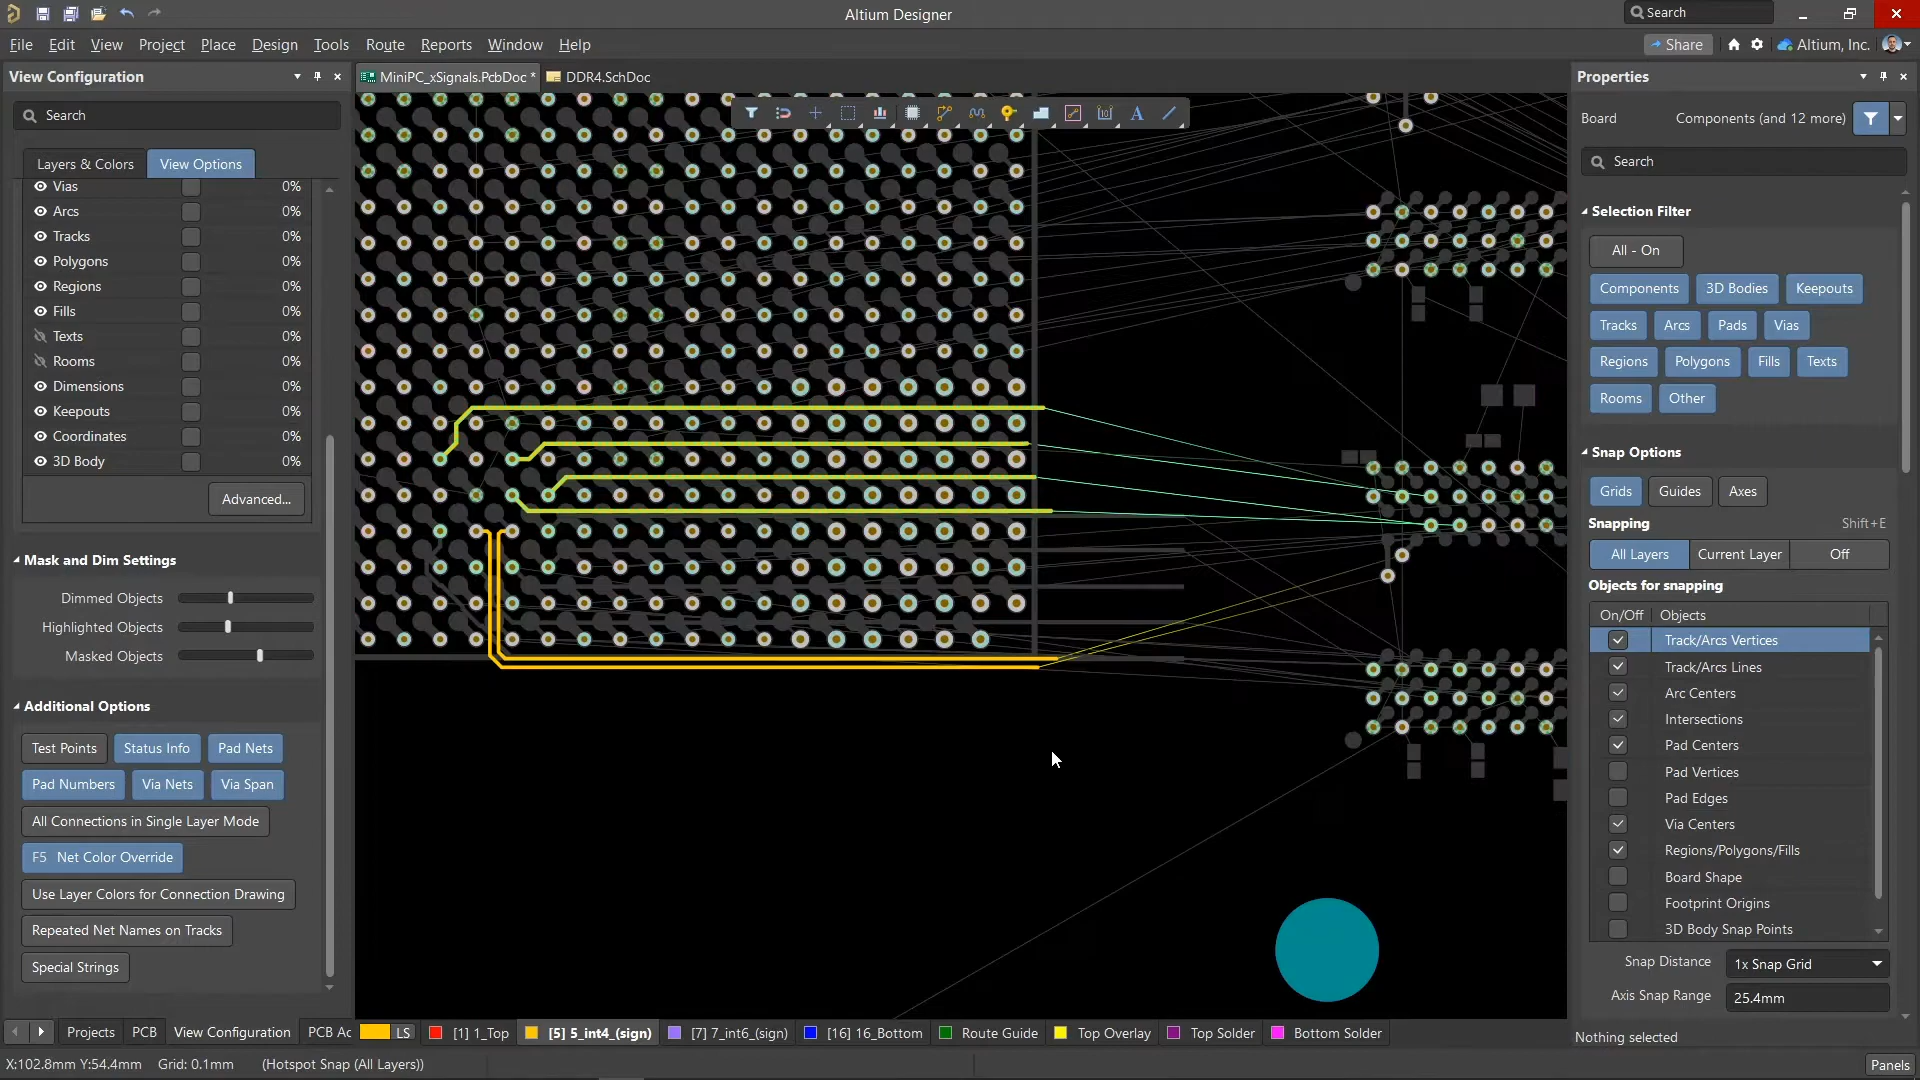 Altium Designer
Search
File Edit View Project Place Design Tools Route Reports Window Help
Share Altium, Inc.
View Configuration
MiniPC_xSignals.PcbDoc * DDR4.SchDoc
Properties
Search
Board Components (and 12 more)
Layers & Colors View Options
Search
Vias 0%
Arcs 0%
Tracks 0%
Polygons 0%
Regions 0%
Fills 0%
Texts 0%
Rooms 0%
Dimensions 0%
Keepouts 0%
Coordinates 0%
3D Body 0%
Advanced...
Mask and Dim Settings
Dimmed Objects
Highlighted Objects
Masked Objects
Additional Options
Test Points Status Info Pad Nets
Pad Numbers Via Nets Via Span
All Connections in Single Layer Mode
F5 Net Color Override
Use Layer Colors for Connection Drawing
Repeated Net Names on Tracks
Special Strings
Selection Filter
All - On
Components 3D Bodies Keepouts
Tracks Arcs Pads Vias
Regions Polygons Fills Texts
Rooms Other
Snap Options
Grids Guides Axes
Snapping Shift+E
All Layers Current Layer Off
Objects for snapping
On/Off Objects
Track/Arcs Vertices
Track/Arcs Lines
Arc Centers
Intersections
Pad Centers
Pad Vertices
Pad Edges
Via Centers
Regions/Polygons/Fills
Board Shape
Footprint Origins
3D Body Snap Points
Snap Distance 1x Snap Grid
Axis Snap Range 25.4mm
Nothing selected
Projects PCB View Configuration PCB Ac LS [1] 1_Top [5] 5_int4_(sign) [7] 7_int6_(sign) [16] 16_Bottom Route Guide Top Overlay Top Solder Bottom Solder
X:102.8mm Y:54.4mm Grid: 0.1mm (Hotspot Snap (All Layers))
Panels